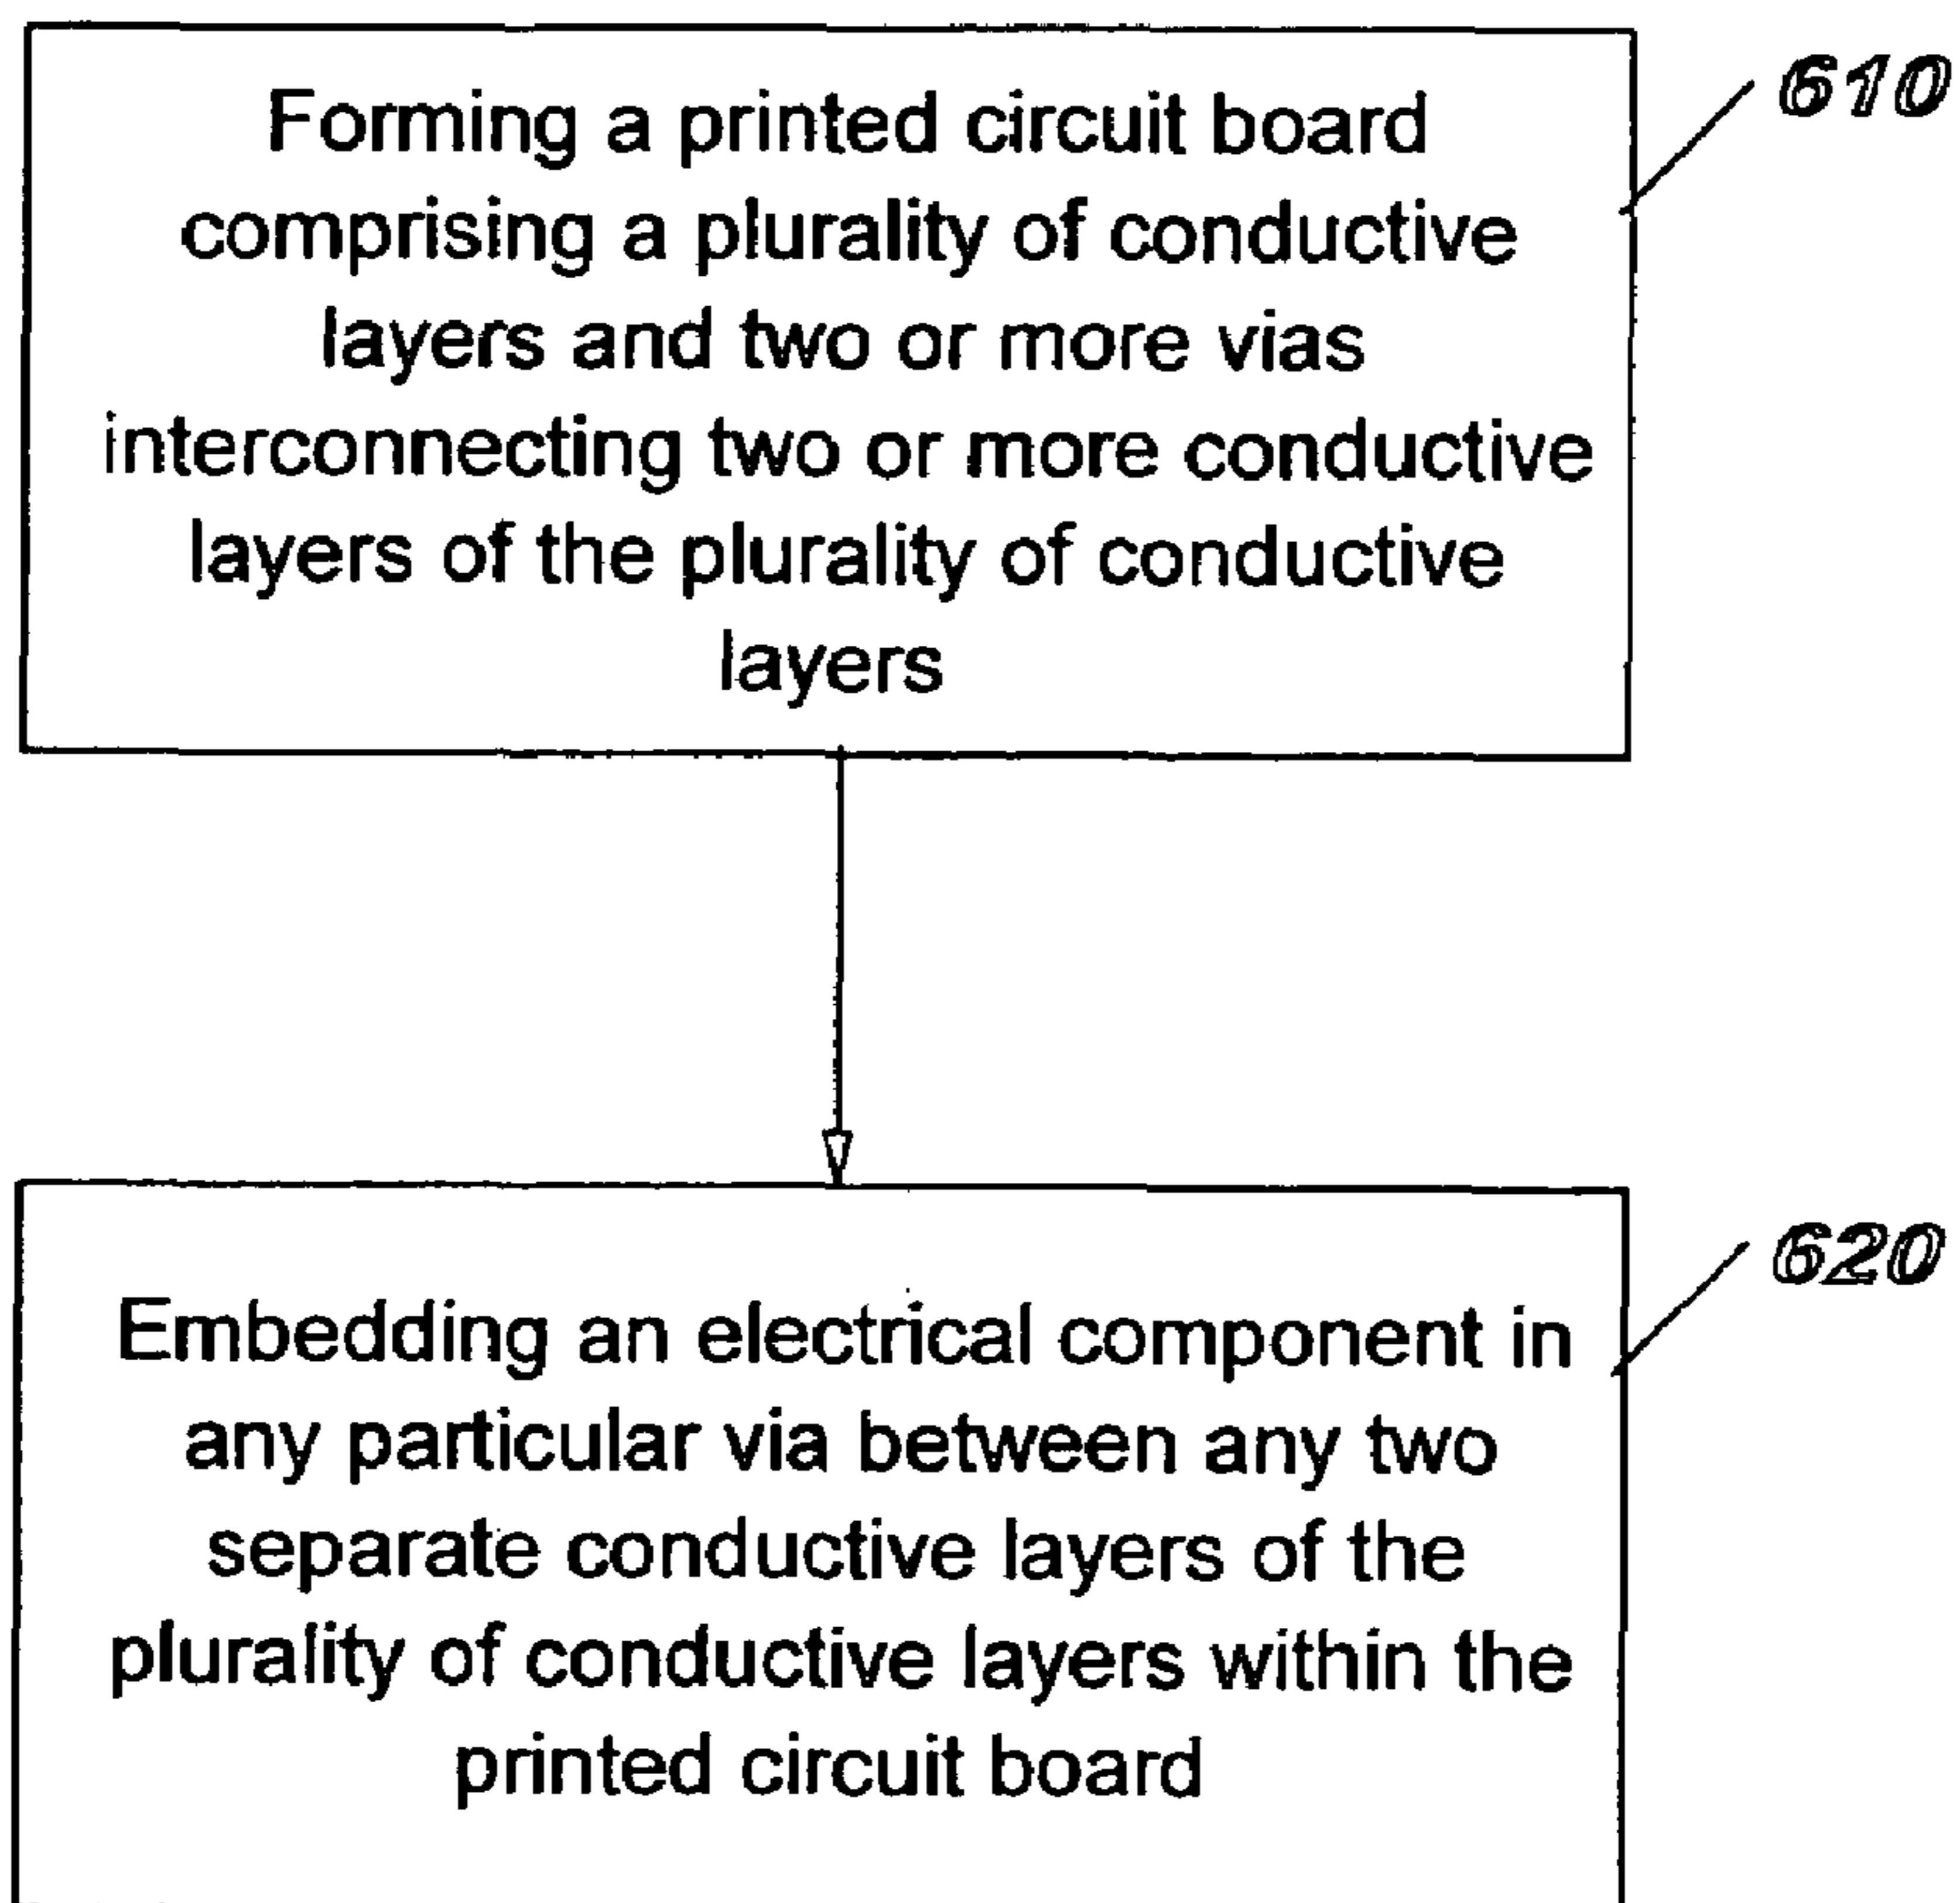 Forming a printed circuit board
comprising a plurality of conductive
layers and two or more vias
interconnecting two or more conductive
layers of the plurality of conductive
layers
610
Embedding an electrical component in
any particular via between any two
separate conductive layers of the
plurality of conductive layers within the
printed circuit board
620